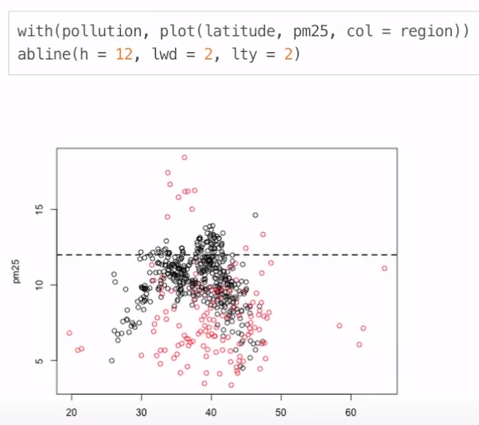 with(pollution, plot(latitude, pm25, col = region))
abline(h = 12, lwd = 2, lty = 2)
15
10
5
pm25
20 30 40 50 60